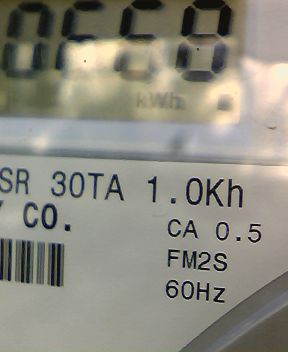 kWh
SR 30TA 1.0Kh
Y CO.
CA 0.5
FM2S
60Hz